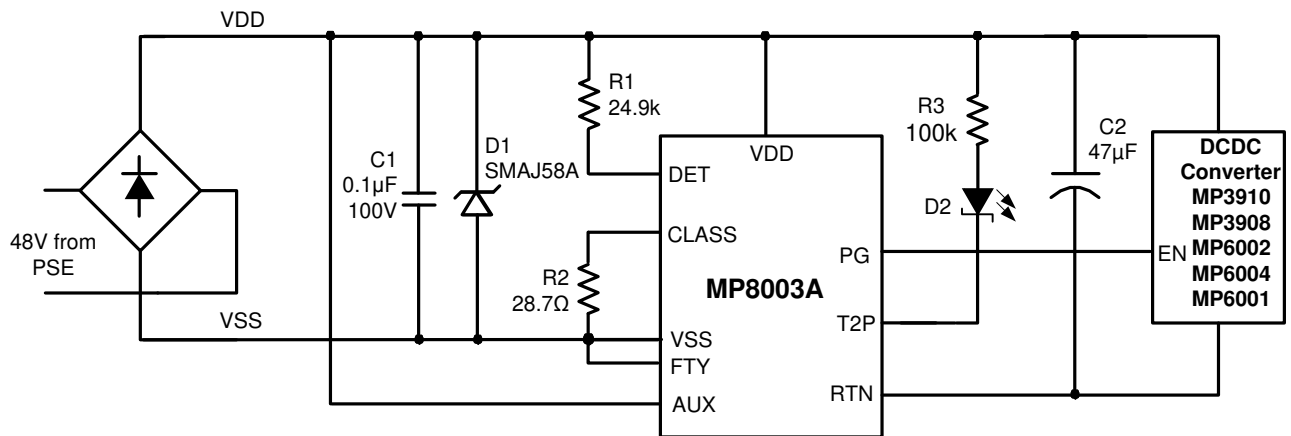 VDD
R1
24.9k
R3
100k
C2
47µF
D1
SMAJ58A
C1
0.1µF
100V
VDD
DET
DCDC
Converter
MP3910
MP3908
MP6002
MP6004
MP6001
D2
CLASS
48V from
PSE
PG
EN
R2
28.7Ω
MP8003A
VSS
T2P
VSS
FTY
RTN
AUX